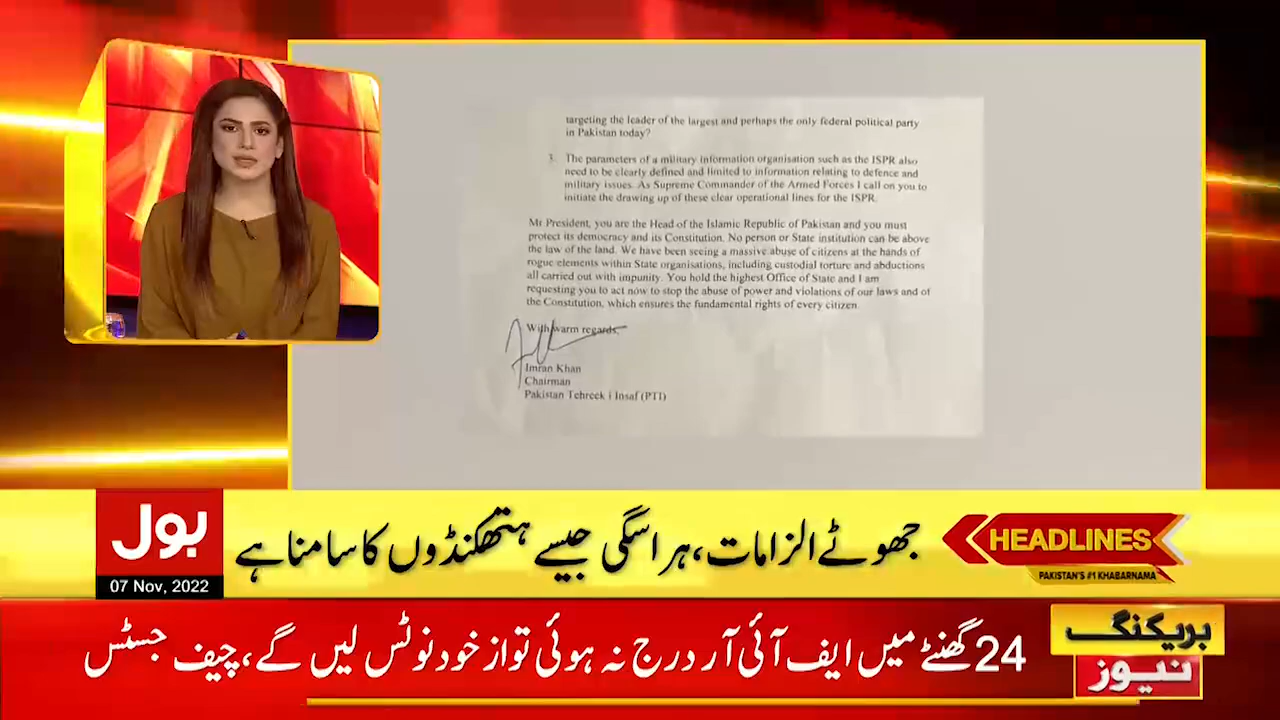 targeting the leader of the largest and perhaps the only federal political party
in Pakistan today?
3. The parameters of a military information organisation such as the ISPR also
need to be clearly defined and limited to information relating to defence and
military issues. As Supreme Commander of the Armed Forces I call on you to
initiate the drawing up of these clear operational lines for the ISPR.
Mr President, you are the Head of the Islamic Republic of Pakistan and you must
protect its democracy and its Constitution. No person or State institution can be above
the law of the land. We have been seeing a massive abuse of citizens at the hands of
rogue elements within State organisations, including custodial torture and abductions
all carried out with impunity. You hold the highest Office of State and I am
requesting you to act now to stop the abuse of power and violations of our laws and of
the Constitution, which ensures the fundamental rights of every citizen.
With warm regards,
Imran Khan
Chairman
Pakistan Tehreek i Insaf (PTI)
بول
07 Nov, 2022
جھوٹے الزامات، ہراسگی جیسے ہتھکنڈوں کا سامنا ہے
HEADLINES
PAKISTAN'S #1 KHABARNAMA
بریکنگ
نیوز
24 گھنٹے میں ایف آئی آر درج نہ ہوئی تو از خود نوٹس لیں گے، چیف جسٹس